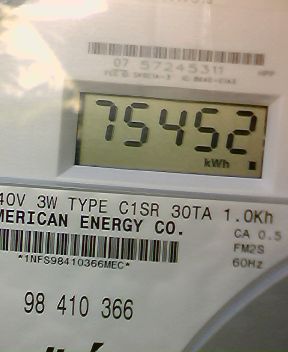 07 57245311
75452
kWh
40V 3W TYPE C1SR 30TA 1.0Kh
MERICAN ENERGY CO. CA 0.5
FM2S
*1NFS98410366MEC* 60Hz
98 410 366